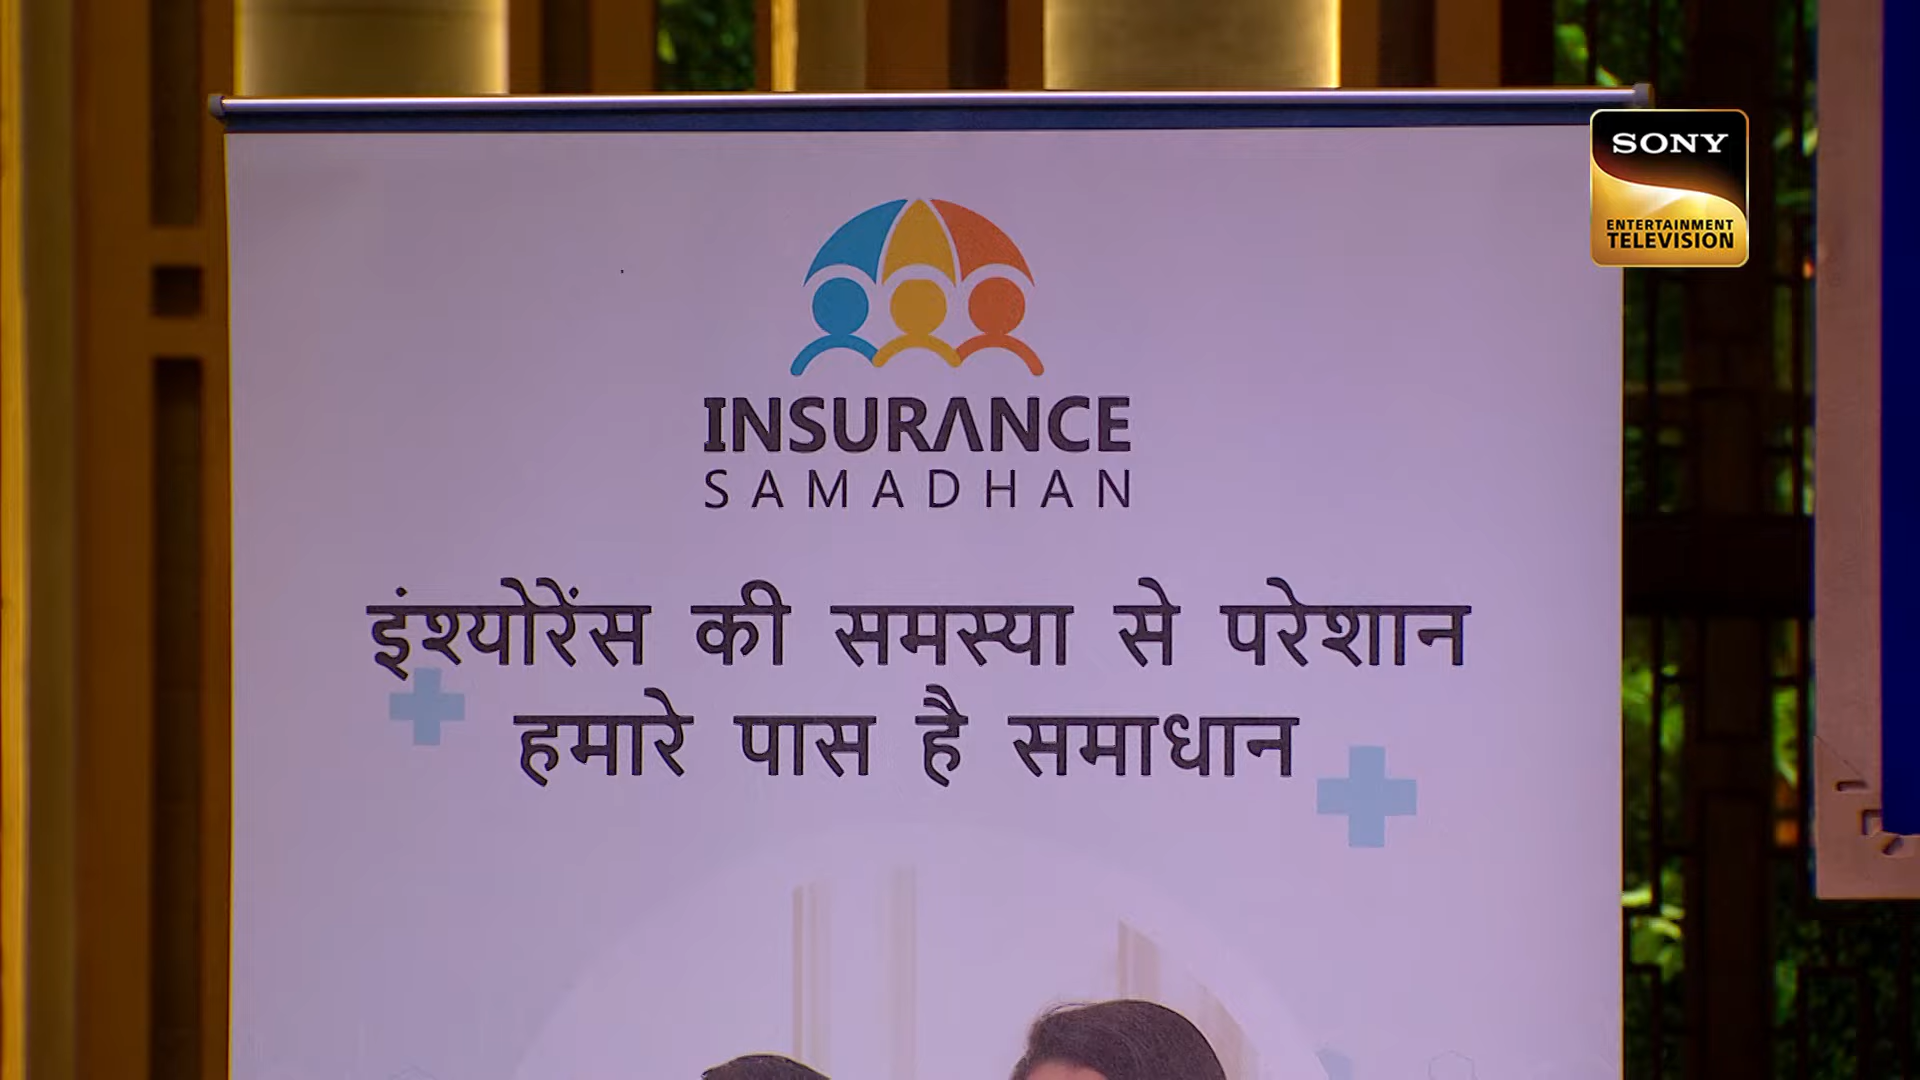 SONY
ENTERTAINMENT
TELEVISION
INSURANCE
SAMADHAN
इंश्योरेंस की समस्या से परेशान
हमारे पास है समाधान